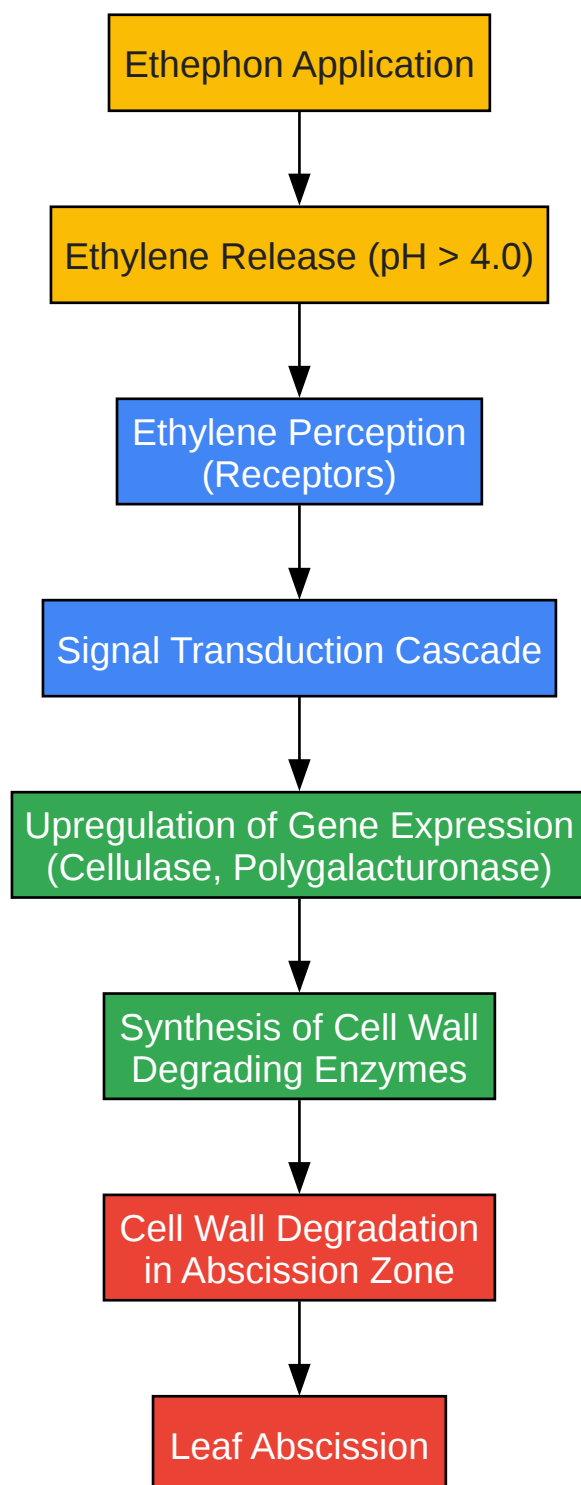 Ethephon Application
Ethylene Release (pH > 4.0)
Ethylene Perception
(Receptors)
Signal Transduction Cascade
Upregulation of Gene Expression
(Cellulase, Polygalacturonase)
Synthesis of Cell Wall
Degrading Enzymes
Cell Wall Degradation
in Abscission Zone
Leaf Abscission